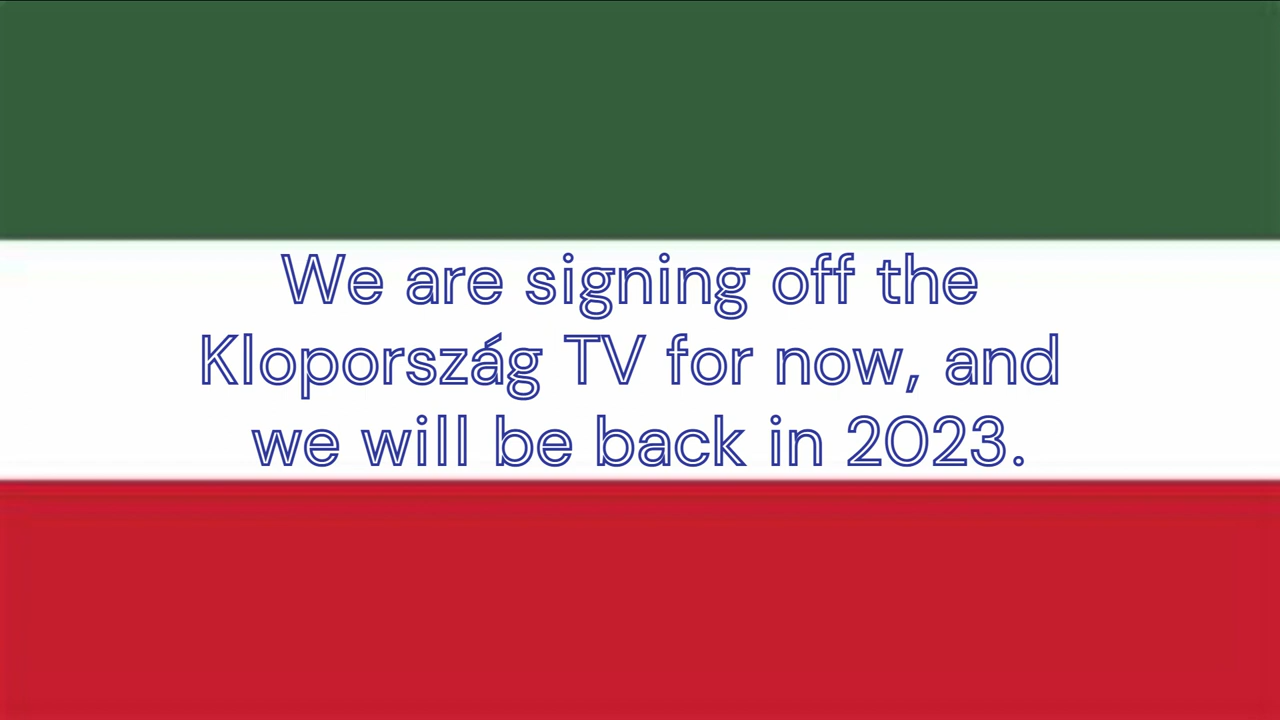 We are signing off the
Klopország TV for now, and
we will be back in 2023.